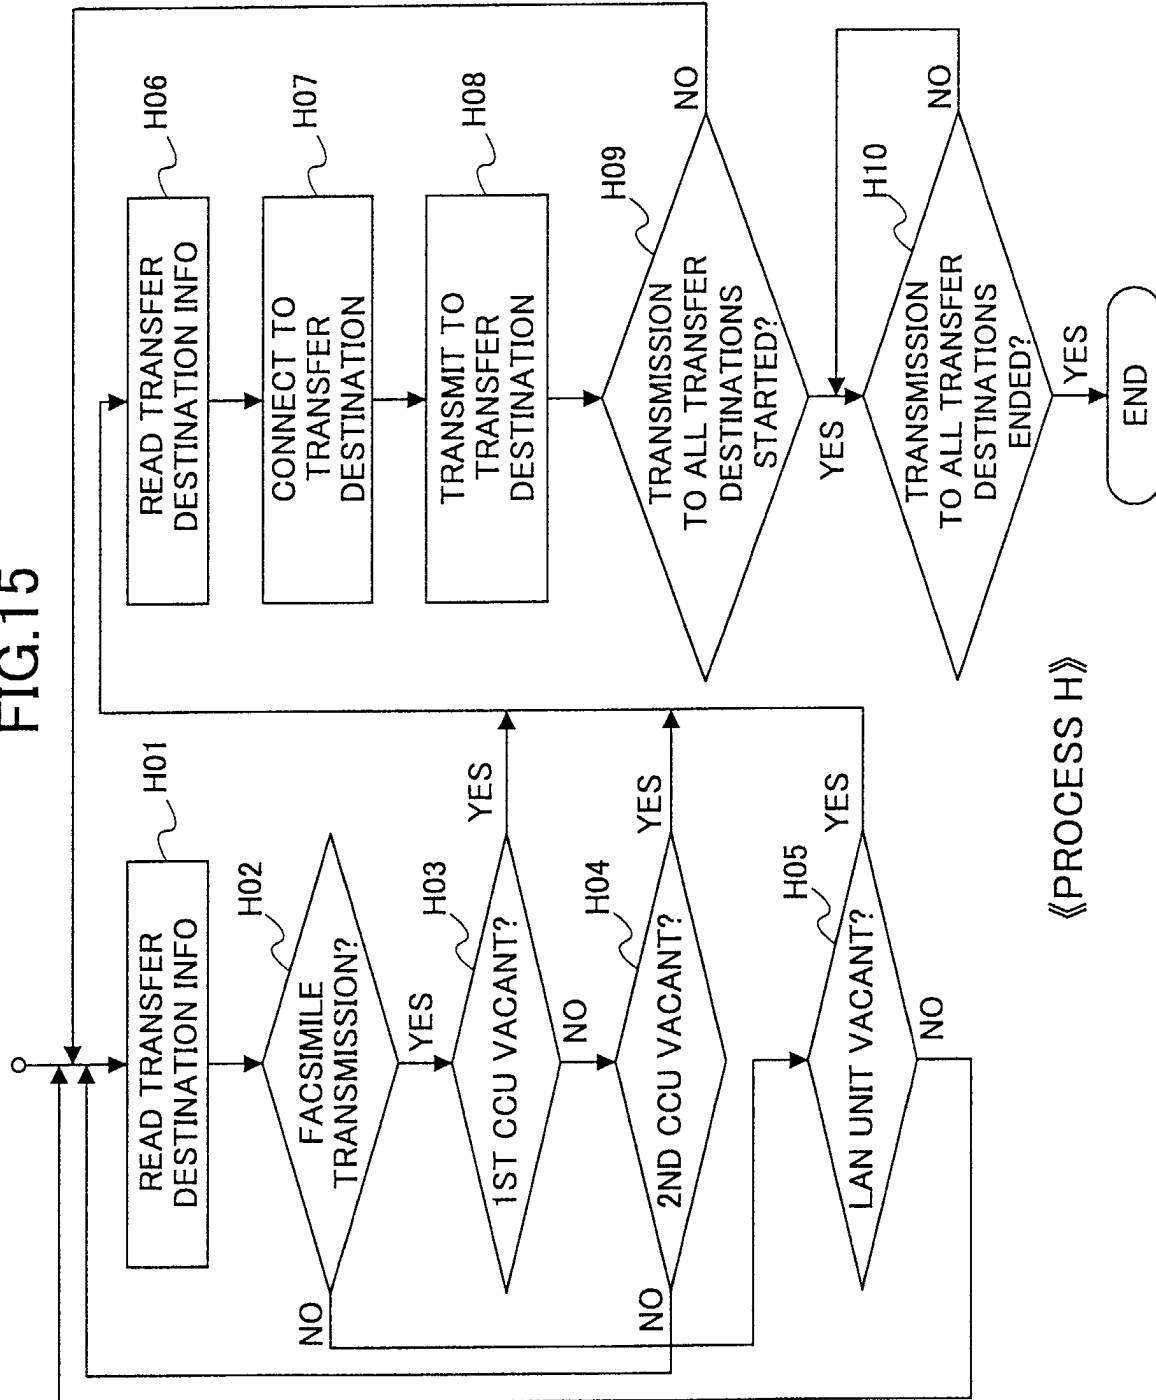 FIG.15
READ TRANSFER
DESTINATION INFO
H01
FACSIMILE
TRANSMISSION?
H02
YES
NO
1ST CCU VACANT?
H03
YES
NO
2ND CCU VACANT?
H04
YES
NO
LAN UNIT VACANT?
H05
YES
NO
READ TRANSFER
DESTINATION INFO
H06
CONNECT TO
TRANSFER
DESTINATION
H07
TRANSMIT TO
TRANSFER
DESTINATION
H08
TRANSMISSION
TO ALL TRANSFER
DESTINATIONS
STARTED?
H09
NO
YES
TRANSMISSION
TO ALL TRANSFER
DESTINATIONS
ENDED?
H10
NO
YES
END
《PROCESS H》